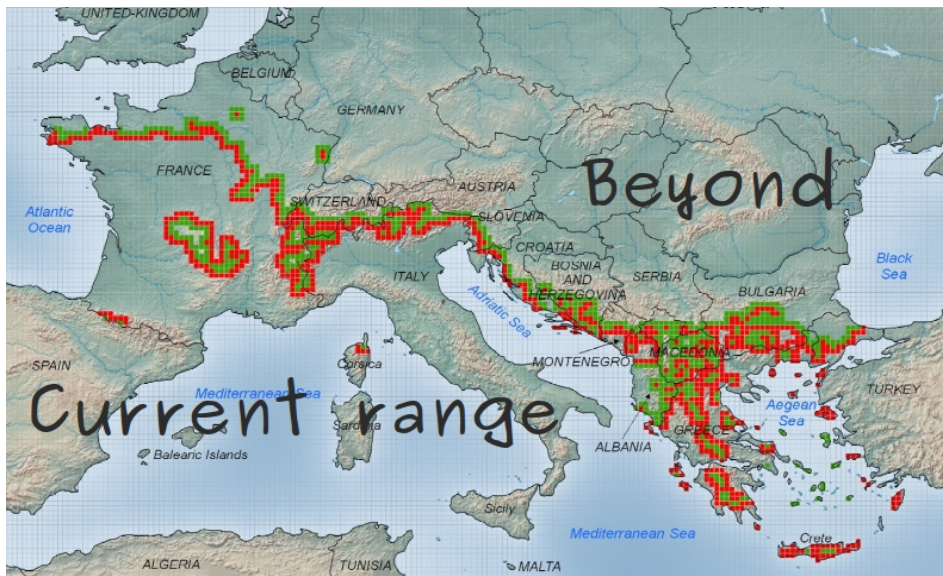 UNITED-KINGDOM
BELGIUM
GERMANY
FRANCE
SWITZERLAND
AUSTRIA
Beyond
Atlantic
Ocean
SLOVENIA
CROATIA
BOSNIA
AND
HERZEGOVINA
SERBIA
ITALY
Black
Sea
BULGARIA
Adriatic Sea
MONTENEGRO
MACEDONIA
SPAIN
Corsica
Mediterranean Sea
Current range
TURKEY
Aegean
Sea
GREECE
ALBANIA
Balearic Islands
Sicily
Mediterranean Sea
Crete
ALGERIA
TUNISIA
MALTA